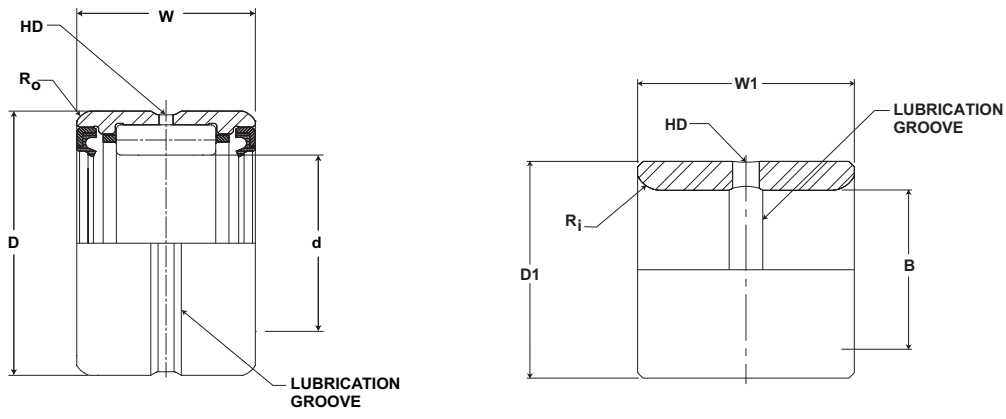 W
HD
Ro
D
d
LUBRICATION
GROOVE
W1
HD
LUBRICATION
GROOVE
Ri
D1
B